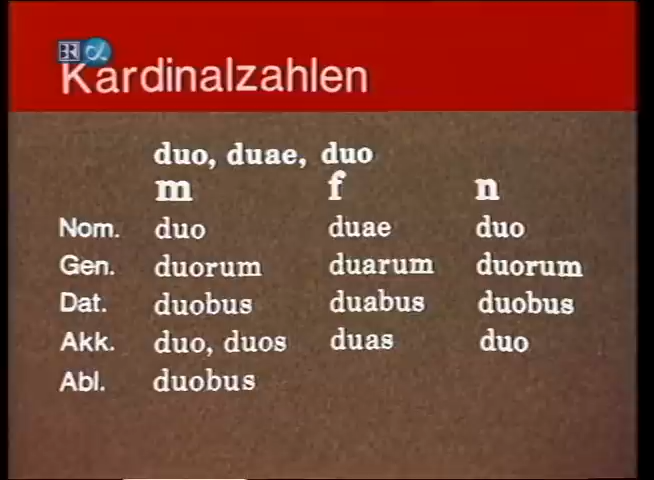 BR α
Kardinalzahlen
duo, duae, duo
m f n
Nom. duo duae duo
Gen. duorum duarum duorum
Dat. duobus duabus duobus
Akk. duo, duos duas duo
Abl. duobus